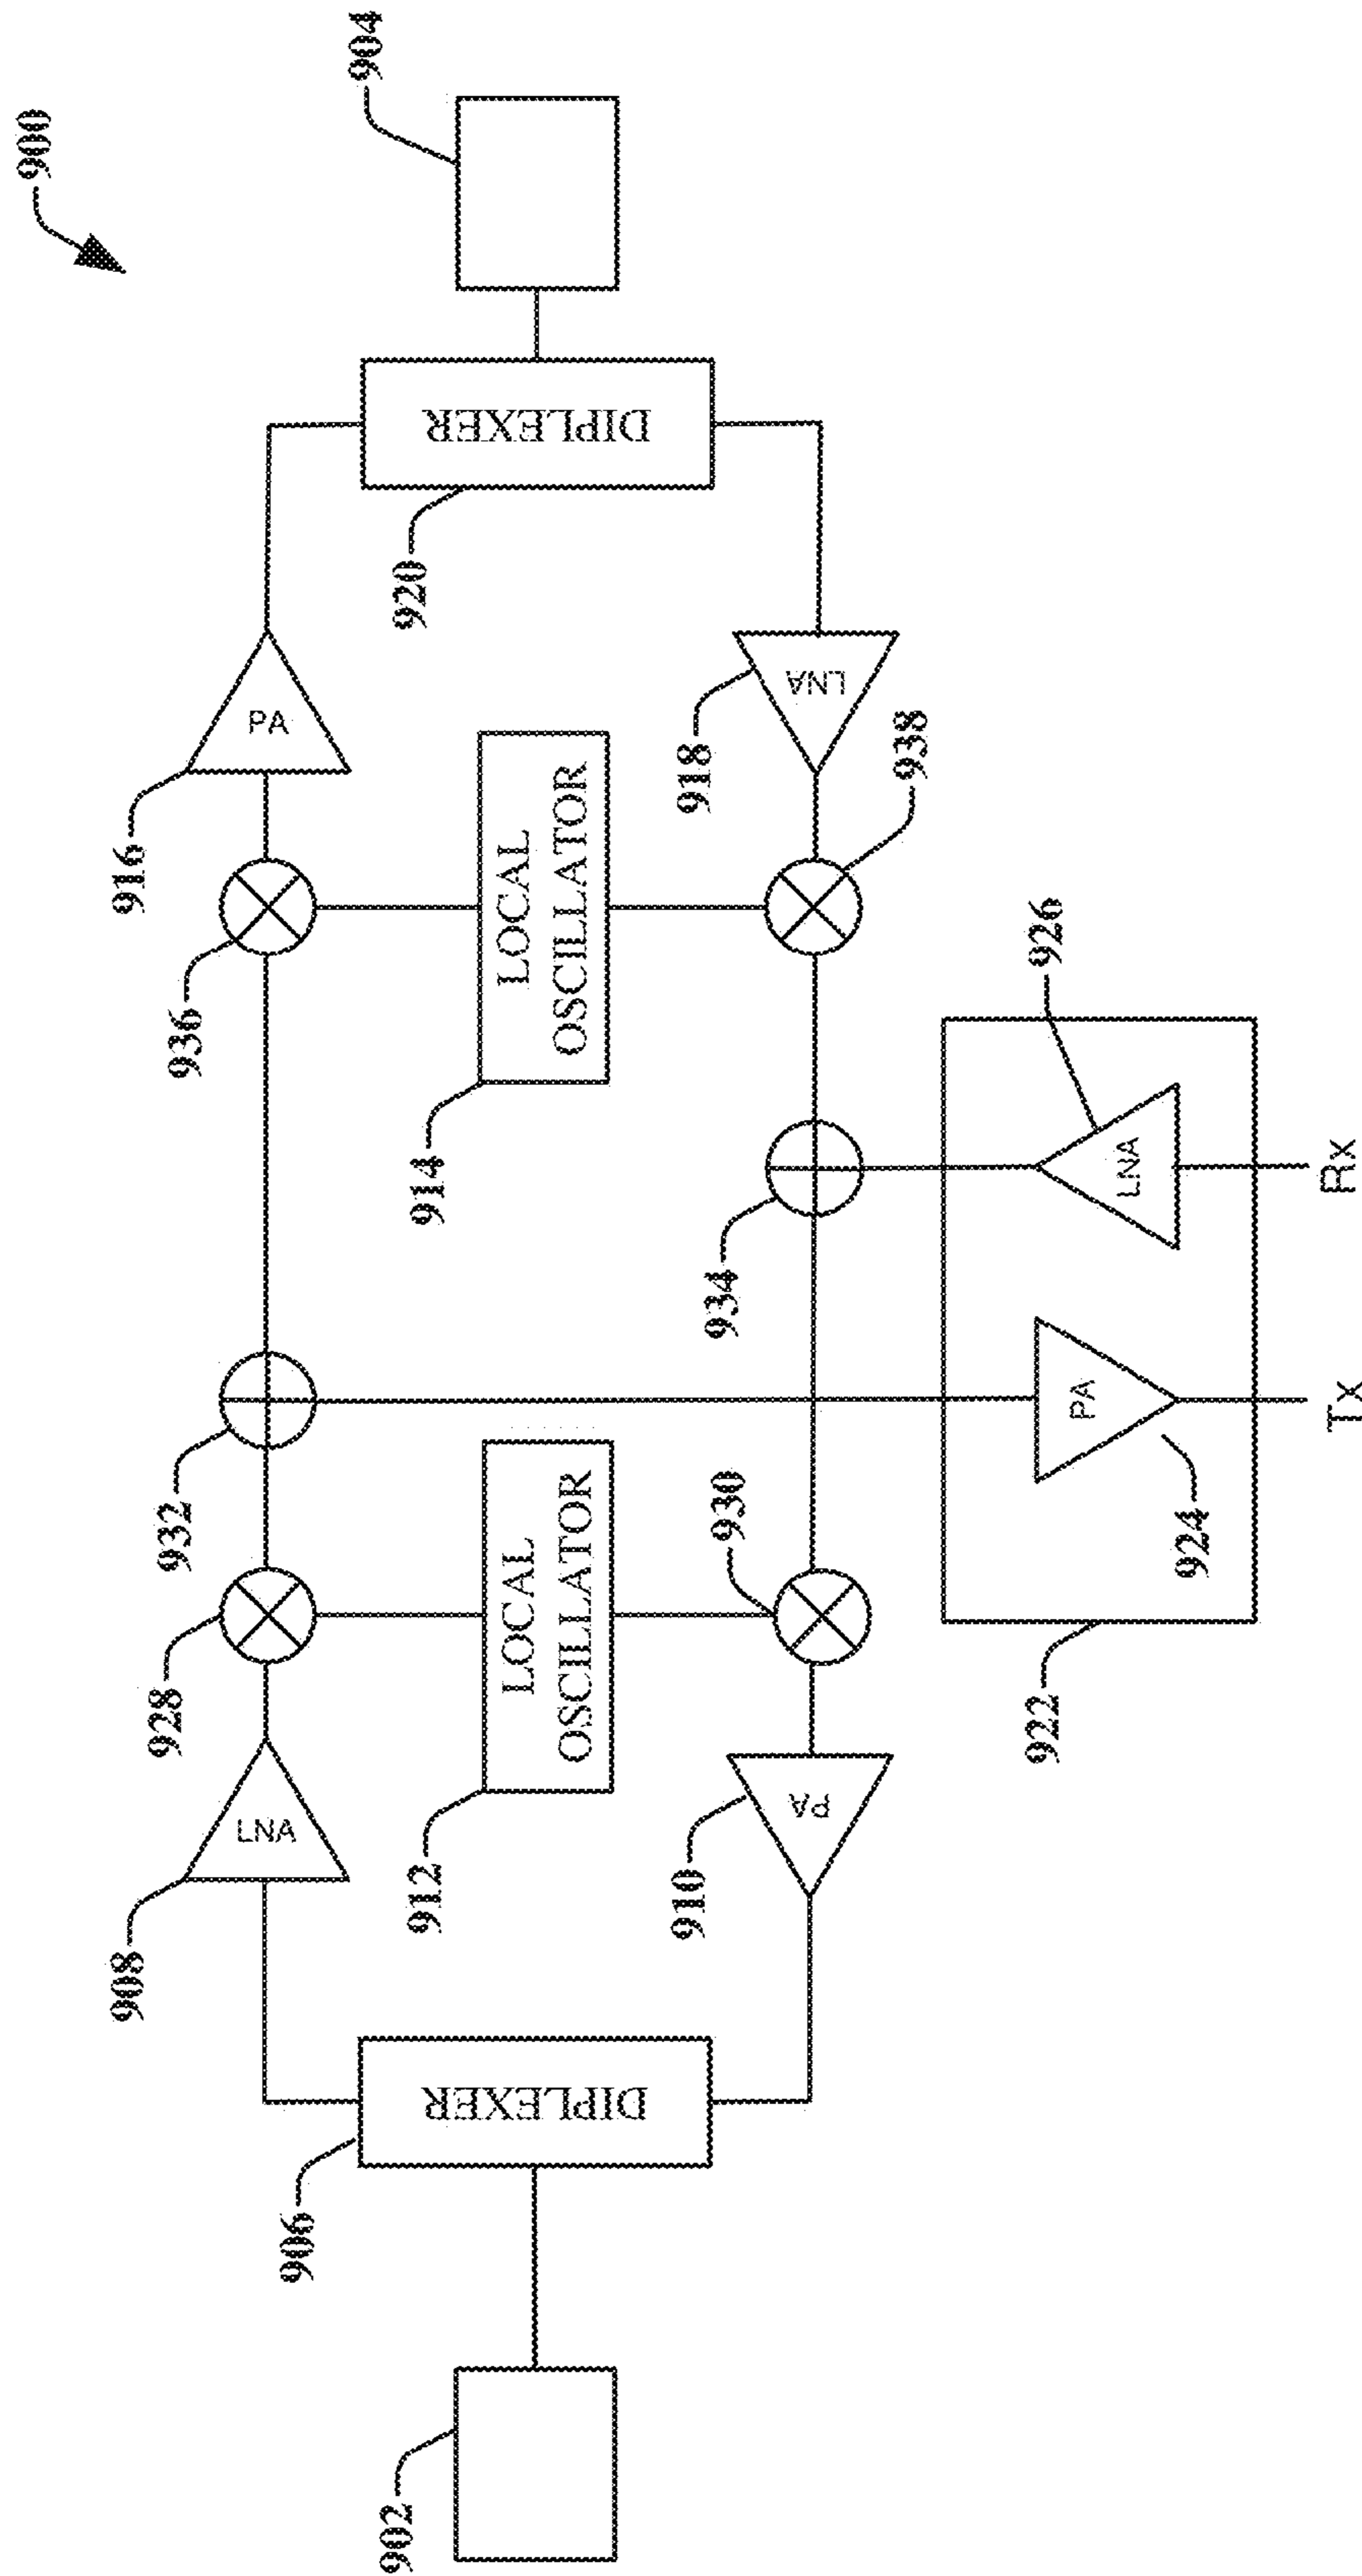 900
904
DIPLEXER
920
PA
916
LNA
918
938
936
LOCAL
OSCILLATOR
914
926
LNA
Rx
934
932
PA
Tx
924
922
928
LOCAL
OSCILLATOR
912
930
LNA
908
PA
910
DIPLEXER
906
902